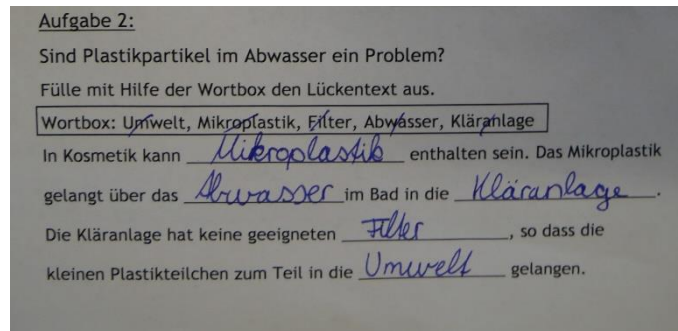 Aufgabe 2:
Sind Plastikpartikel im Abwasser ein Problem?
Fülle mit Hilfe der Wortbox den Lückentext aus.
Wortbox: Umwelt, Mikroplastik, Filter, Abwasser, Kläranlage
In Kosmetik kann Mikroplastik enthalten sein. Das Mikroplastik
gelangt über das Abwasser im Bad in die Kläranlage.
Die Kläranlage hat keine geeigneten Filter, so dass die
kleinen Plastikteilchen zum Teil in die Umwelt gelangen.